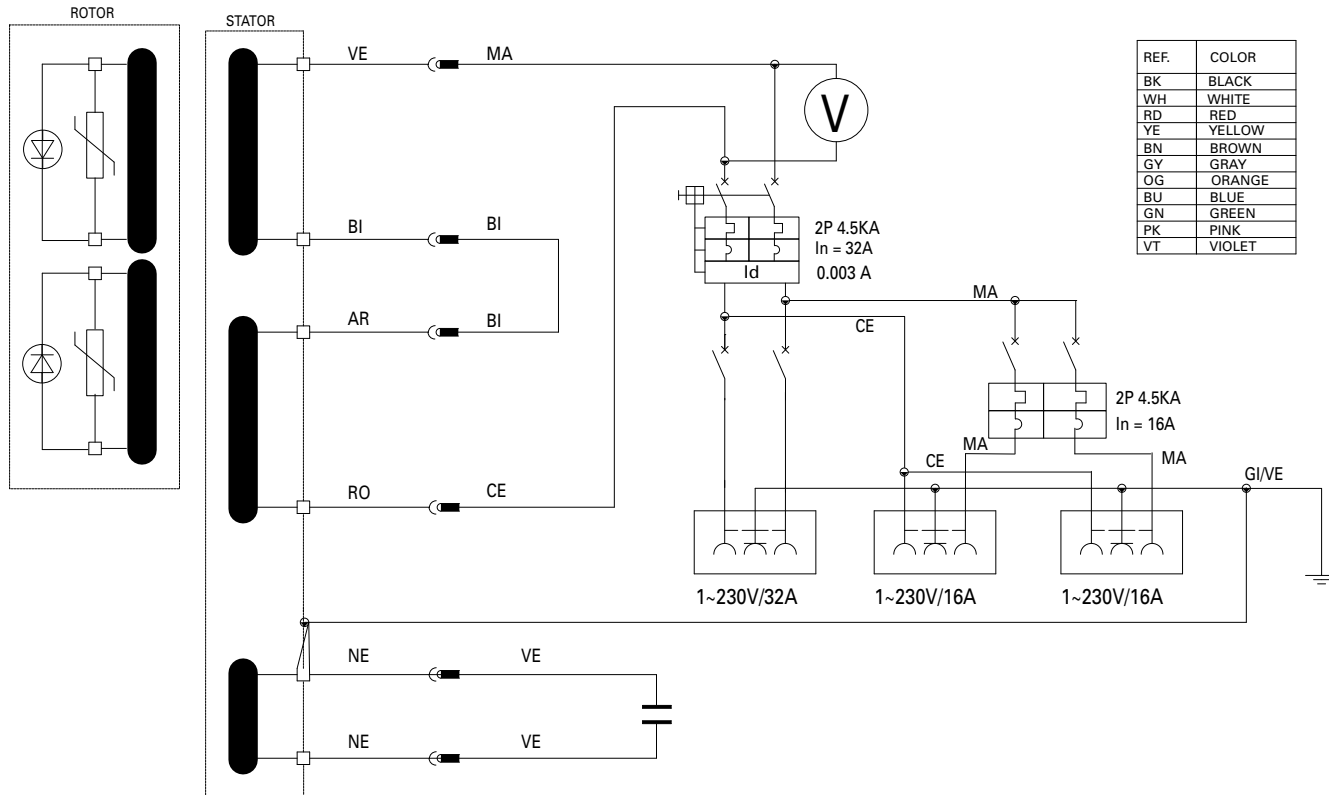 ROTOR
STATOR
VE
MA
BI
BI
AR
BI
RO
CE
NE
VE
NE
VE
V
2P 4.5KA
In = 32A
Id
0.003 A
MA
CE
2P 4.5KA
In = 16A
MA
MA
CE
GI/VE
1~230V/32A
1~230V/16A
1~230V/16A
REF. COLOR
BK BLACK
WH WHITE
RD RED
YE YELLOW
BN BROWN
GY GRAY
OG ORANGE
BU BLUE
GN GREEN
PK PINK
VT VIOLET